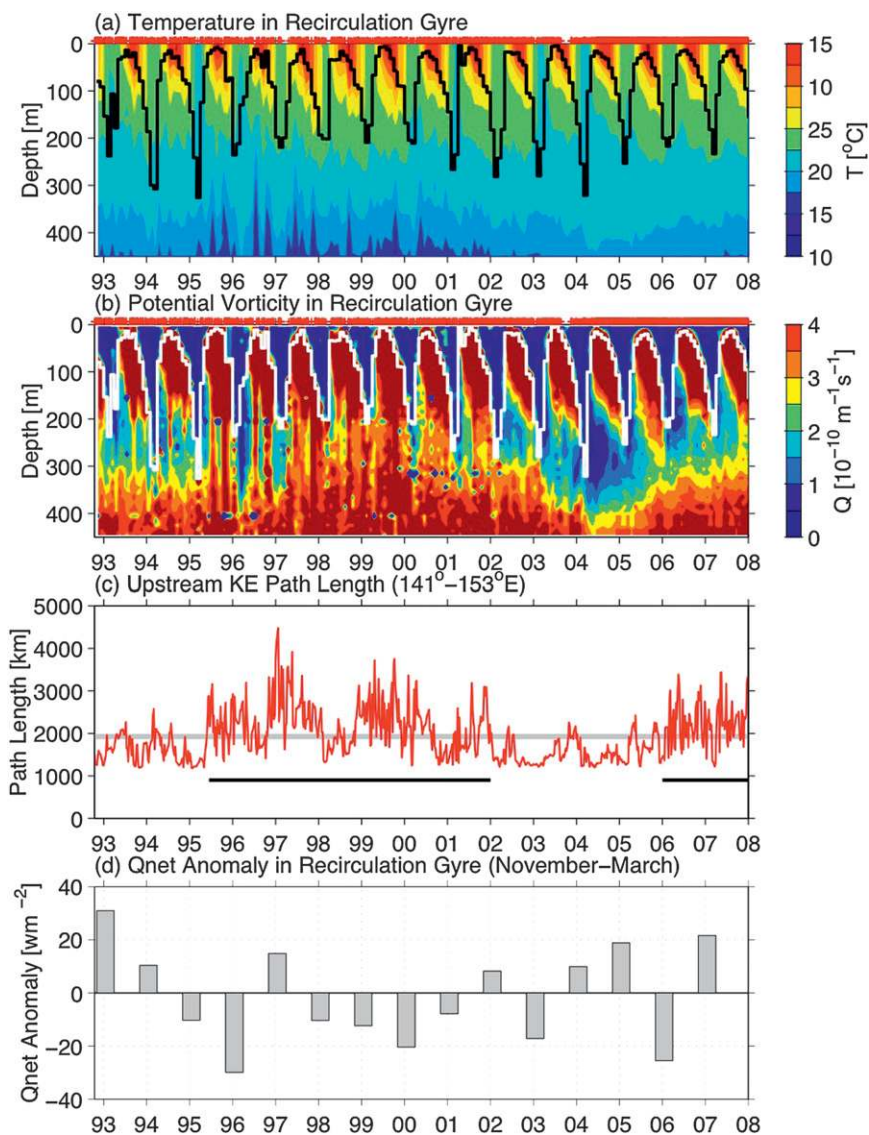 (a) Temperature in Recirculation Gyre
0
100
200
300
400
Depth [m]
93 94 95 96 97 98 99 00 01 02 03 04 05 06 07 08
15
10
25
20
15
10
T [°C]
(b) Potential Vorticity in Recirculation Gyre
0
100
200
300
400
Depth [m]
93 94 95 96 97 98 99 00 01 02 03 04 05 06 07 08
4
3
2
1
0
Q [10⁻¹⁰ m⁻¹ s⁻¹]
(c) Upstream KE Path Length (141°–153°E)
5000
4000
3000
2000
1000
0
Path Length [km]
93 94 95 96 97 98 99 00 01 02 03 04 05 06 07 08
(d) Qnet Anomaly in Recirculation Gyre (November–March)
40
20
0
−20
−40
Qnet Anomaly [wm⁻²]
93 94 95 96 97 98 99 00 01 02 03 04 05 06 07 08